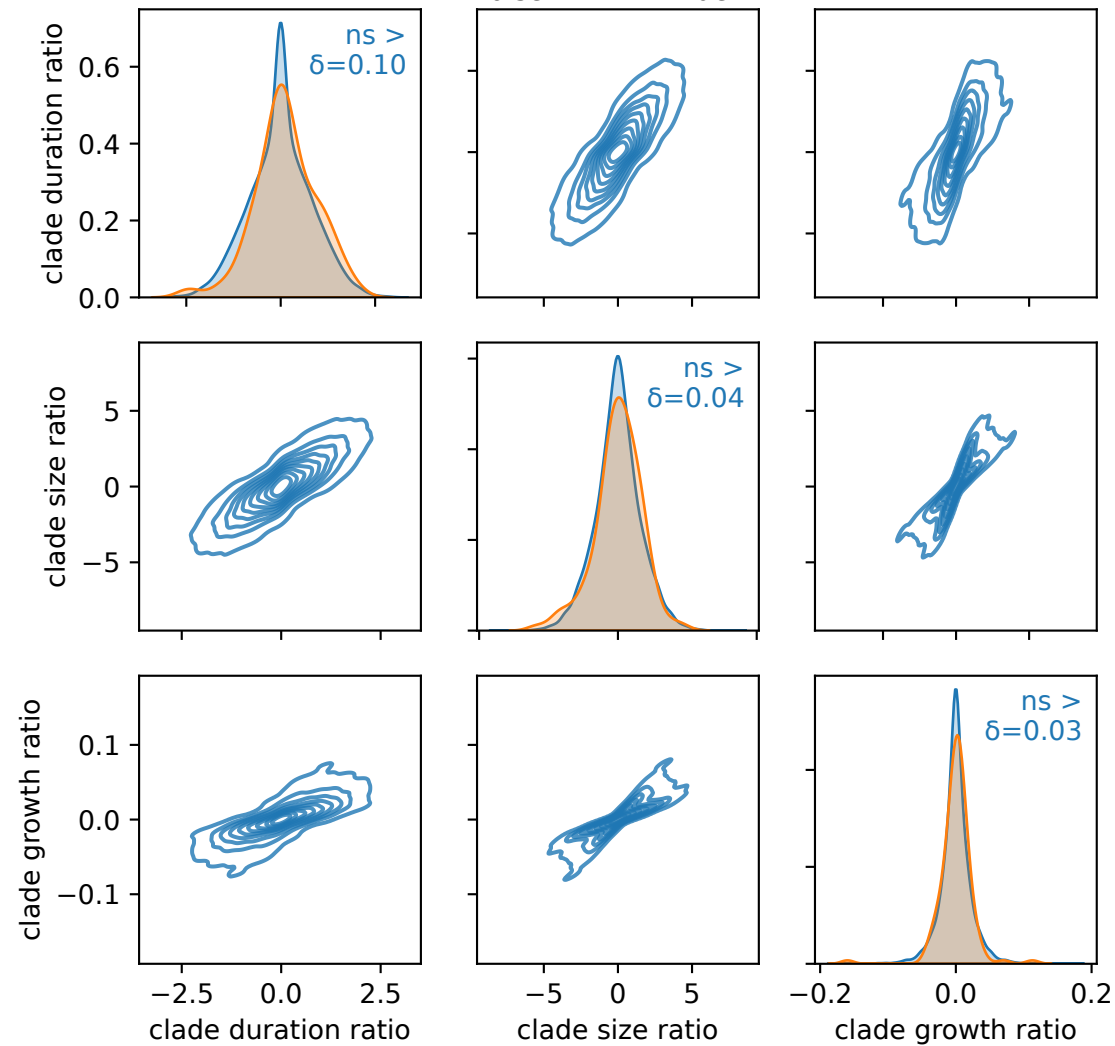 clade duration ratio
0.6
0.4
0.2
0.0
ns >
δ=0.10
clade size ratio
5
0
−5
ns >
δ=0.04
clade growth ratio
0.1
0.0
−0.1
ns >
δ=0.03
−2.5 0.0 2.5
−5 0 5
−0.2 0.0 0.2
clade duration ratio
clade size ratio
clade growth ratio